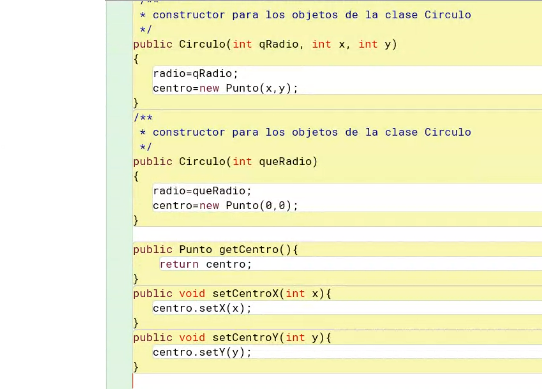 /**
* constructor para los objetos de la clase Circulo
*/
public Circulo(int qRadio, int x, int y)
{
radio=qRadio;
centro=new Punto(x,y);
}
/**
* constructor para los objetos de la clase Circulo
*/
public Circulo(int queRadio)
{
radio=queRadio;
centro=new Punto(0,0);
}
public Punto getCentro(){
return centro;
}
public void setCentroX(int x){
centro.setX(x);
}
public void setCentroY(int y){
centro.setY(y);
}